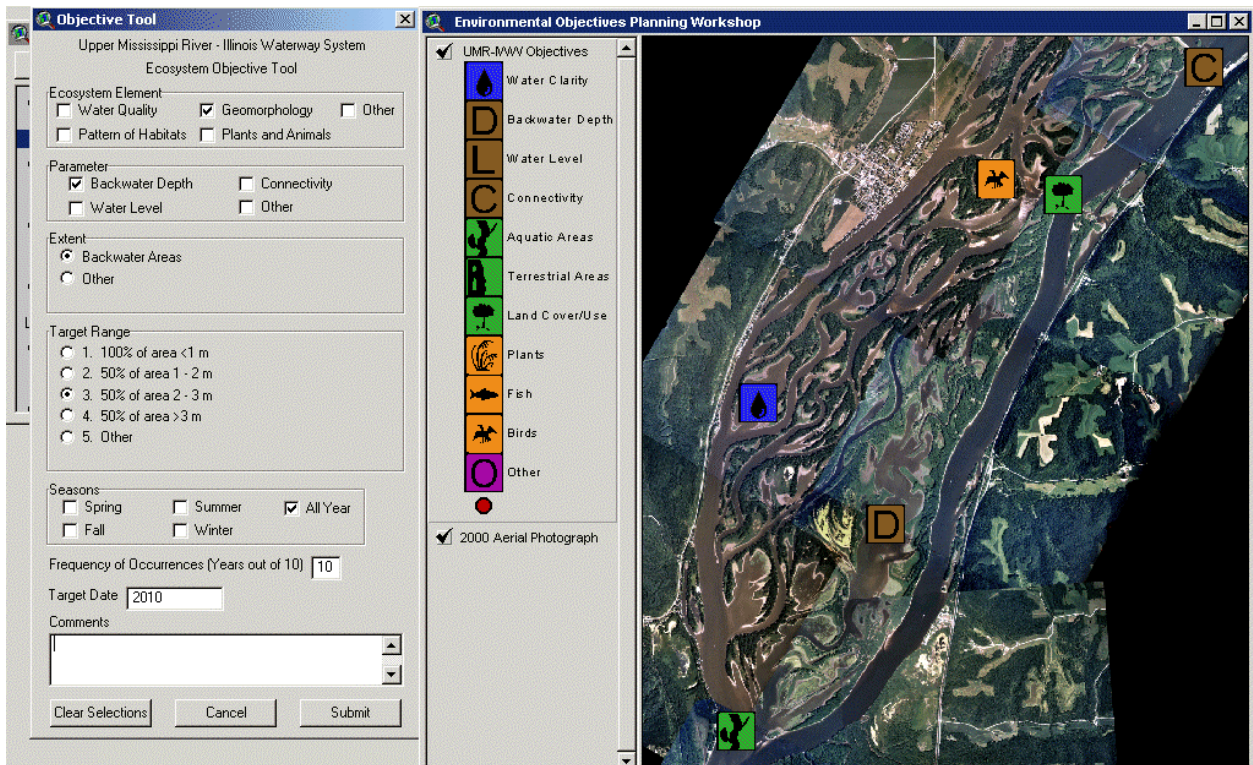 Objective Tool
Upper Mississippi River - Illinois Waterway System
Ecosystem Objective Tool
Ecosystem Element
Water Quality Geomorphology Other
Pattern of Habitats Plants and Animals
Parameter
Backwater Depth Connectivity
Water Level Other
Extent
Backwater Areas
Other
Target Range
1. 100% of area <1 m
2. 50% of area 1 - 2 m
3. 50% of area 2 - 3 m
4. 50% of area >3 m
5. Other
Seasons
Spring Summer All Year
Fall Winter
Frequency of Occurrences (Years out of 10) 10
Target Date 2010
Comments
Clear Selections Cancel Submit
Environmental Objectives Planning Workshop
UMR-IWW Objectives
Water Clarity
D Backwater Depth
L Water Level
C Connectivity
Aquatic Areas
Terrestrial Areas
Land Cover/Use
Plants
Fish
Birds
O Other
2000 Aerial Photograph
C
D